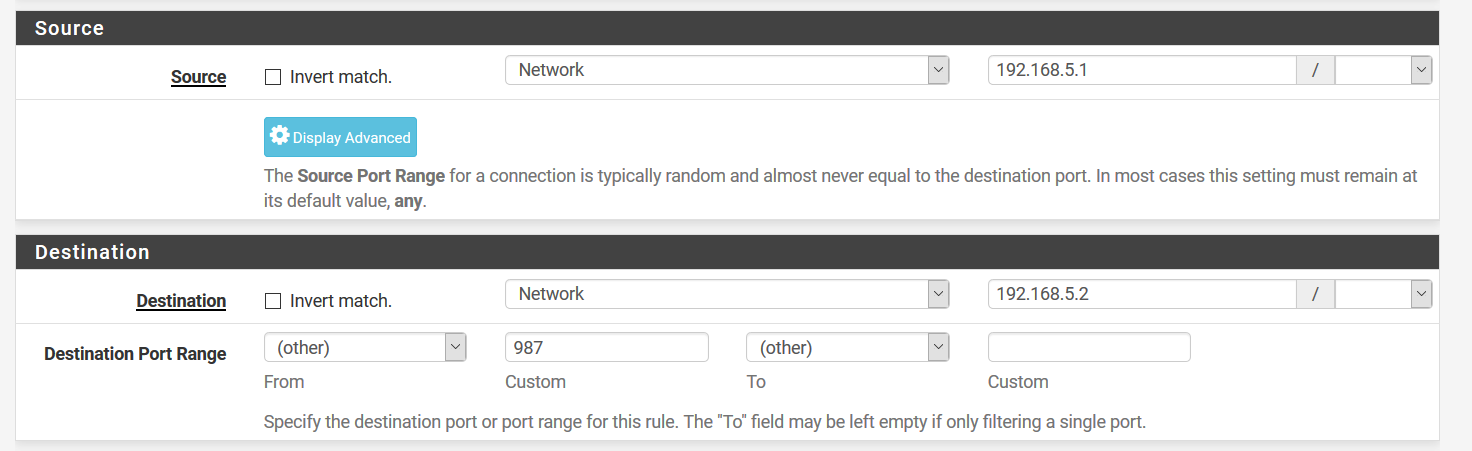 Source
Source Invert match. Network 192.168.5.1 /
Display Advanced
The Source Port Range for a connection is typically random and almost never equal to the destination port. In most cases this setting must remain at
its default value, any.
Destination
Destination Invert match. Network 192.168.5.2 /
Destination Port Range (other) 987 (other)
From Custom To Custom
Specify the destination port or port range for this rule. The "To" field may be left empty if only filtering a single port.